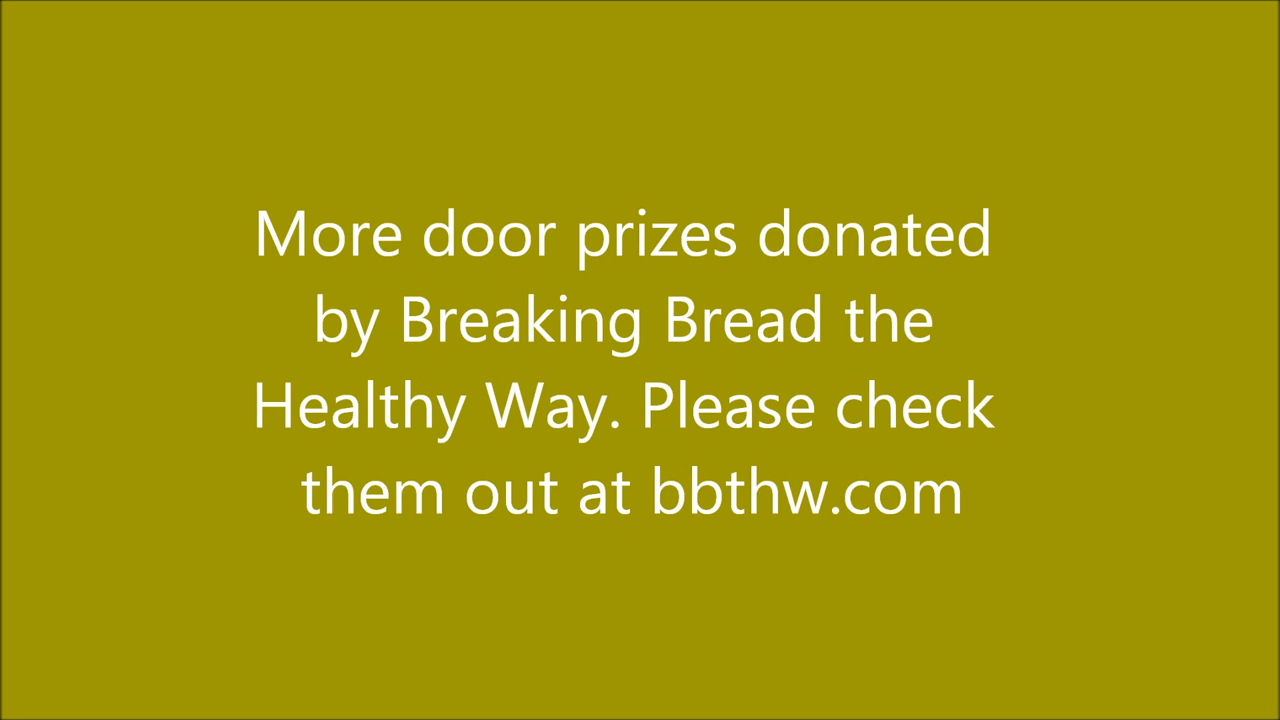 More door prizes donated
by Breaking Bread the
Healthy Way. Please check
them out at bbthw.com